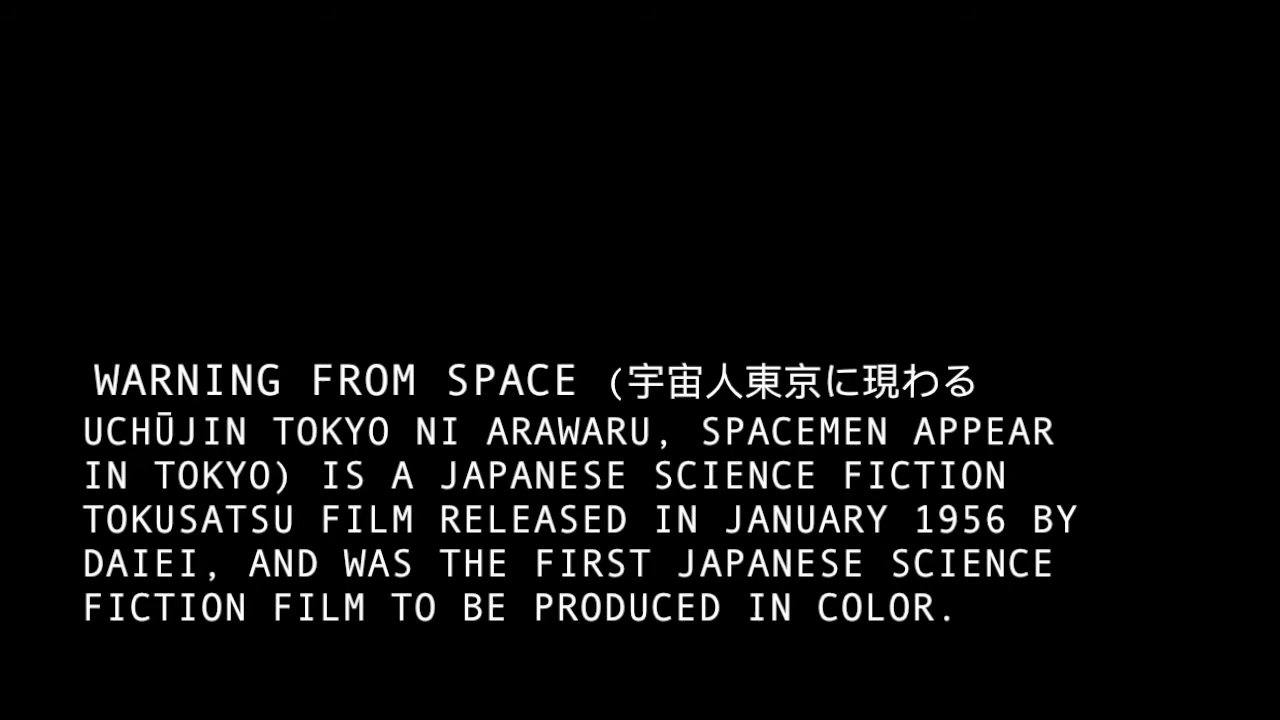 WARNING FROM SPACE (宇宙人東京に現わる
UCHŪJIN TOKYO NI ARAWARU, SPACEMEN APPEAR
IN TOKYO) IS A JAPANESE SCIENCE FICTION
TOKUSATSU FILM RELEASED IN JANUARY 1956 BY
DAIEI, AND WAS THE FIRST JAPANESE SCIENCE
FICTION FILM TO BE PRODUCED IN COLOR.